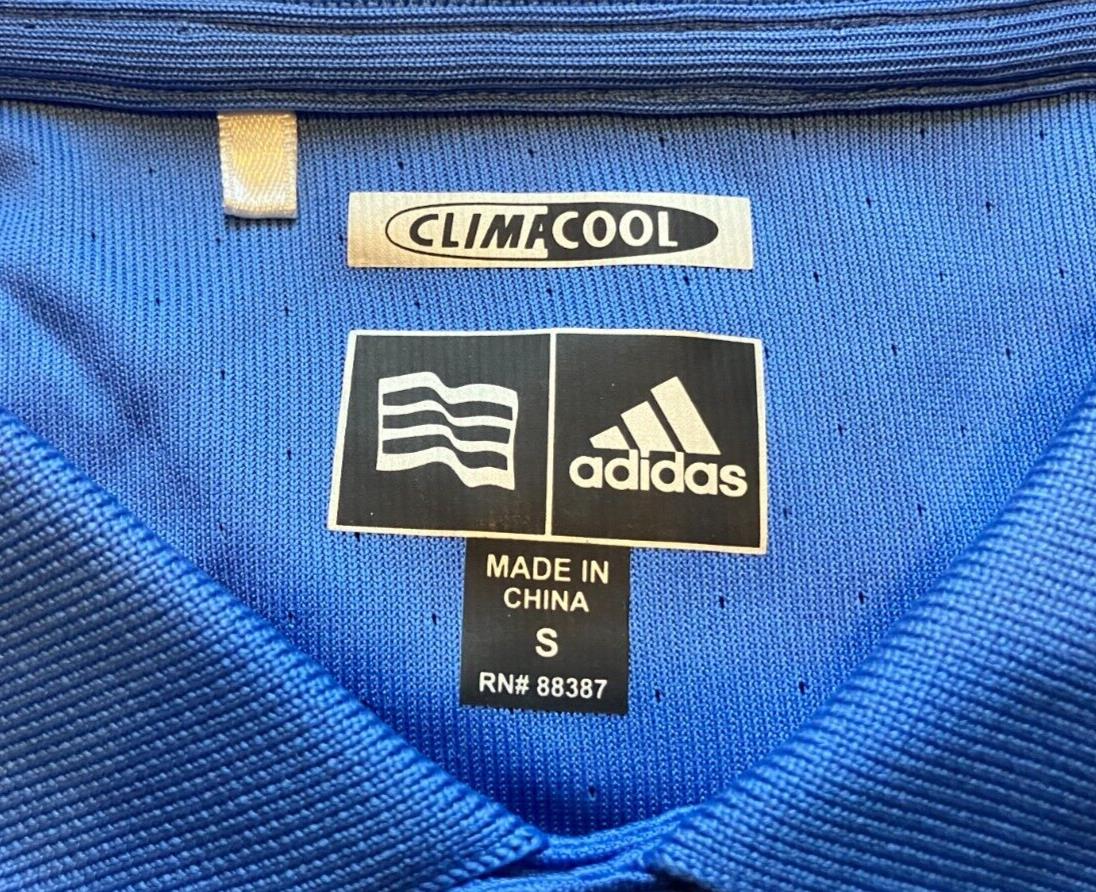 CLIMACOOL
adidas
MADE IN
CHINA
S
RN# 88387